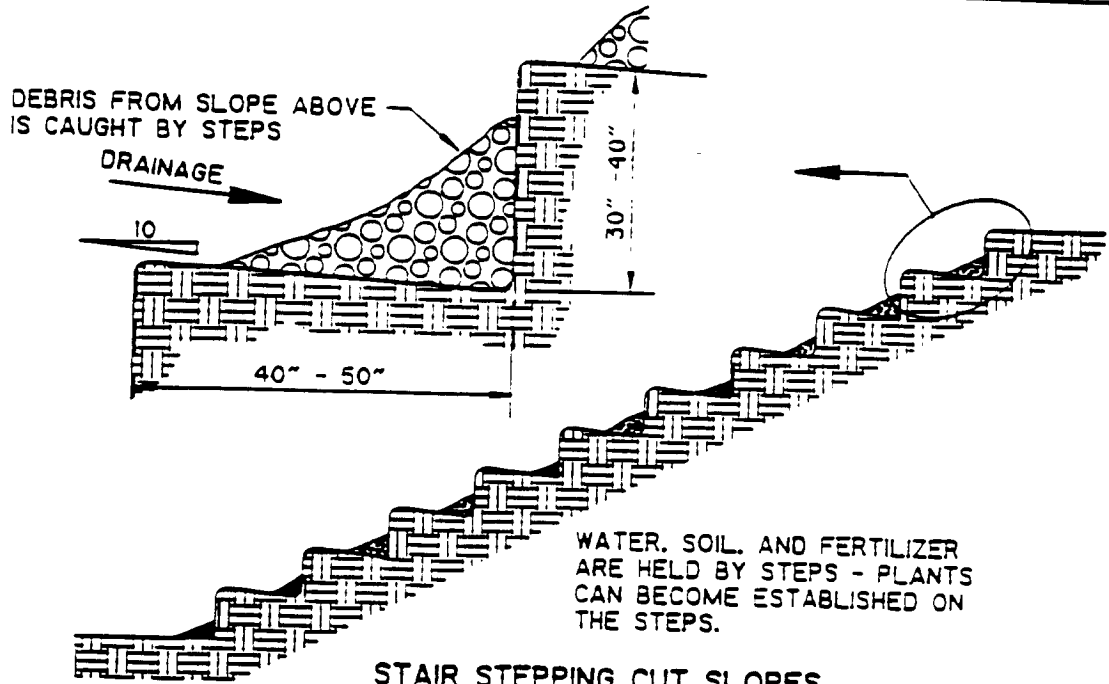 DEBRIS FROM SLOPE ABOVE
IS CAUGHT BY STEPS
DRAINAGE
10
30" -40"
40" - 50"
WATER. SOIL. AND FERTILIZER
ARE HELD BY STEPS - PLANTS
CAN BECOME ESTABLISHED ON
THE STEPS.
STAIR STEPPING CUT SLOPES